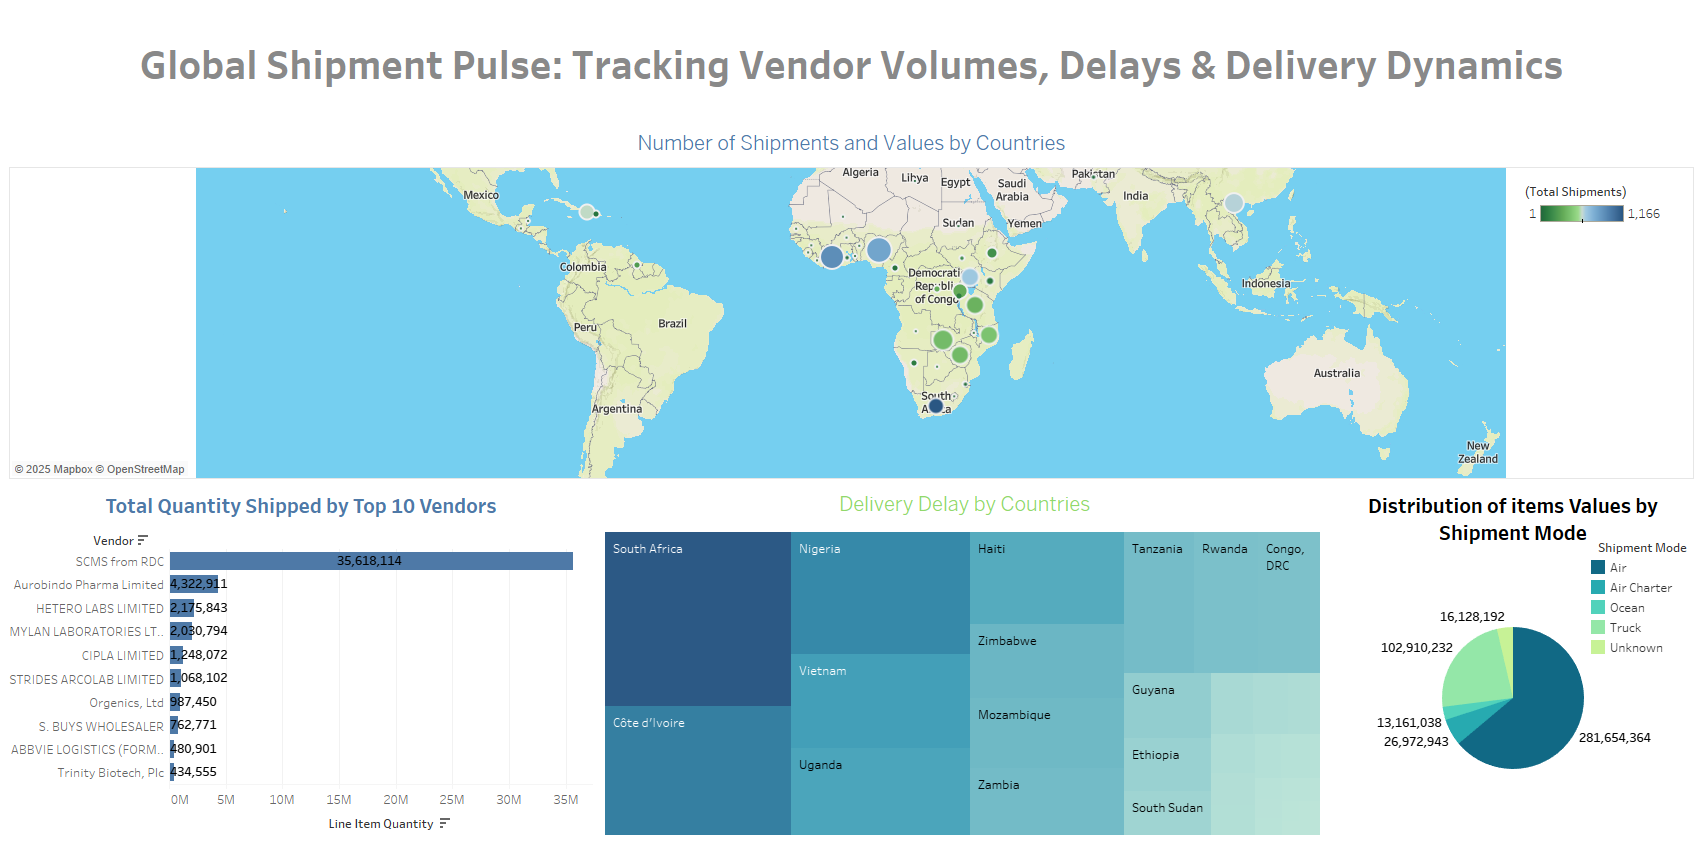 Global Shipment Pulse: Tracking Vendor Volumes, Delays & Delivery Dynamics
Number of Shipments and Values by Countries
Mexico
Colombia
Peru
Brazil
Argentina
Algeria
Libya
Egypt
Saudi
Arabia
Sudan
Yemen
Democrati
Republi
of Congo
South
Pakistan
India
Indonesia
Australia
New
Zealand
(Total Shipments)
1
1,166
© 2025 Mapbox © OpenStreetMap
Total Quantity Shipped by Top 10 Vendors
Vendor
SCMS from RDC 35,618,114
Aurobindo Pharma Limited 4,322,911
HETERO LABS LIMITED 2,175,843
MYLAN LABORATORIES LT.. 2,030,794
CIPLA LIMITED 1,248,072
STRIDES ARCOLAB LIMITED 1,068,102
Orgenics, Ltd 987,450
S. BUYS WHOLESALER 762,771
ABBVIE LOGISTICS (FORM.. 480,901
Trinity Biotech, Plc 434,555
0M 5M 10M 15M 20M 25M 30M 35M
Line Item Quantity
Delivery Delay by Countries
South Africa
Côte d'Ivoire
Nigeria
Vietnam
Uganda
Haiti
Zimbabwe
Mozambique
Zambia
Tanzania
Rwanda
Congo,
DRC
Guyana
Ethiopia
South Sudan
Distribution of items Values by
Shipment Mode
Shipment Mode
Air
Air Charter
Ocean
Truck
Unknown
16,128,192
102,910,232
13,161,038
26,972,943
281,654,364